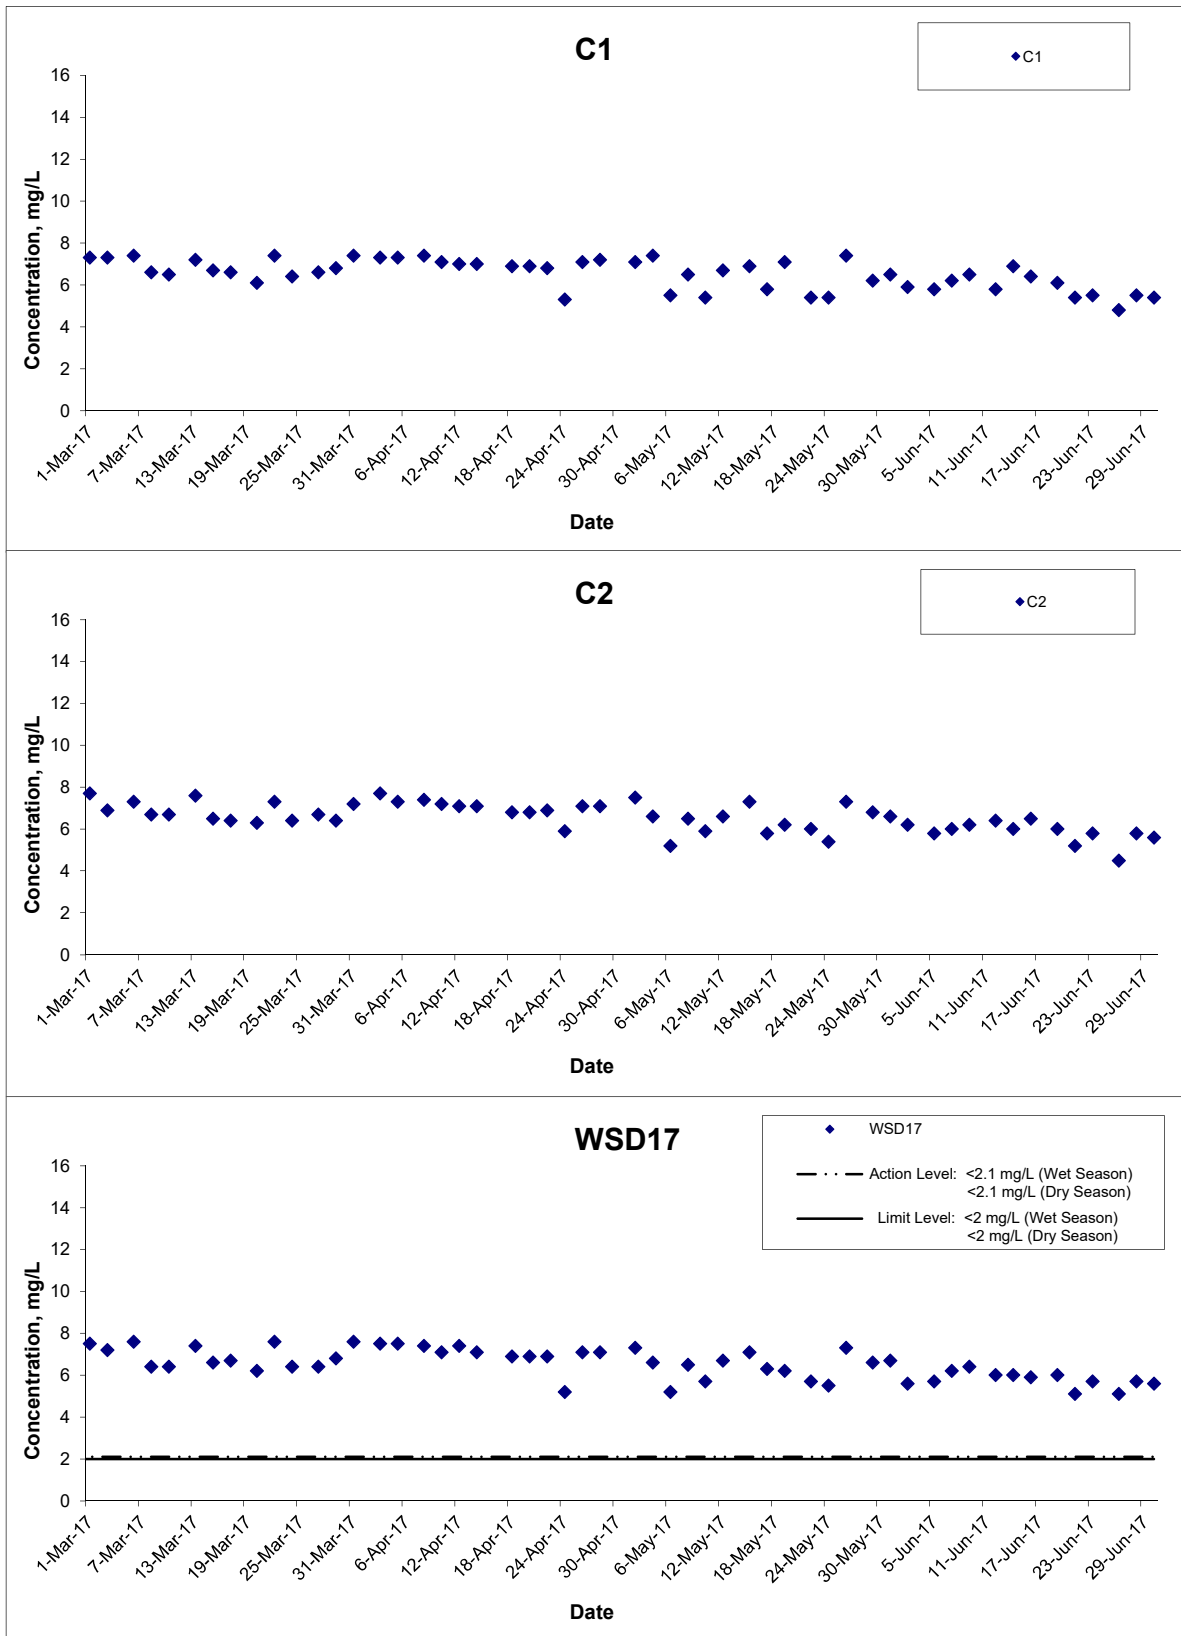 C1
C1
16
14
12
10
8
6
4
2
0
Concentration, mg/L
1-Mar-17
7-Mar-17
13-Mar-17
19-Mar-17
25-Mar-17
31-Mar-17
6-Apr-17
12-Apr-17
18-Apr-17
24-Apr-17
30-Apr-17
6-May-17
12-May-17
18-May-17
24-May-17
30-May-17
5-Jun-17
11-Jun-17
17-Jun-17
23-Jun-17
29-Jun-17
Date
C2
C2
16
14
12
10
8
6
4
2
0
Concentration, mg/L
1-Mar-17
7-Mar-17
13-Mar-17
19-Mar-17
25-Mar-17
31-Mar-17
6-Apr-17
12-Apr-17
18-Apr-17
24-Apr-17
30-Apr-17
6-May-17
12-May-17
18-May-17
24-May-17
30-May-17
5-Jun-17
11-Jun-17
17-Jun-17
23-Jun-17
29-Jun-17
Date
WSD17
WSD17
Action Level: <2.1 mg/L (Wet Season)
<2.1 mg/L (Dry Season)
Limit Level: <2 mg/L (Wet Season)
<2 mg/L (Dry Season)
16
14
12
10
8
6
4
2
0
Concentration, mg/L
1-Mar-17
7-Mar-17
13-Mar-17
19-Mar-17
25-Mar-17
31-Mar-17
6-Apr-17
12-Apr-17
18-Apr-17
24-Apr-17
30-Apr-17
6-May-17
12-May-17
18-May-17
24-May-17
30-May-17
5-Jun-17
11-Jun-17
17-Jun-17
23-Jun-17
29-Jun-17
Date